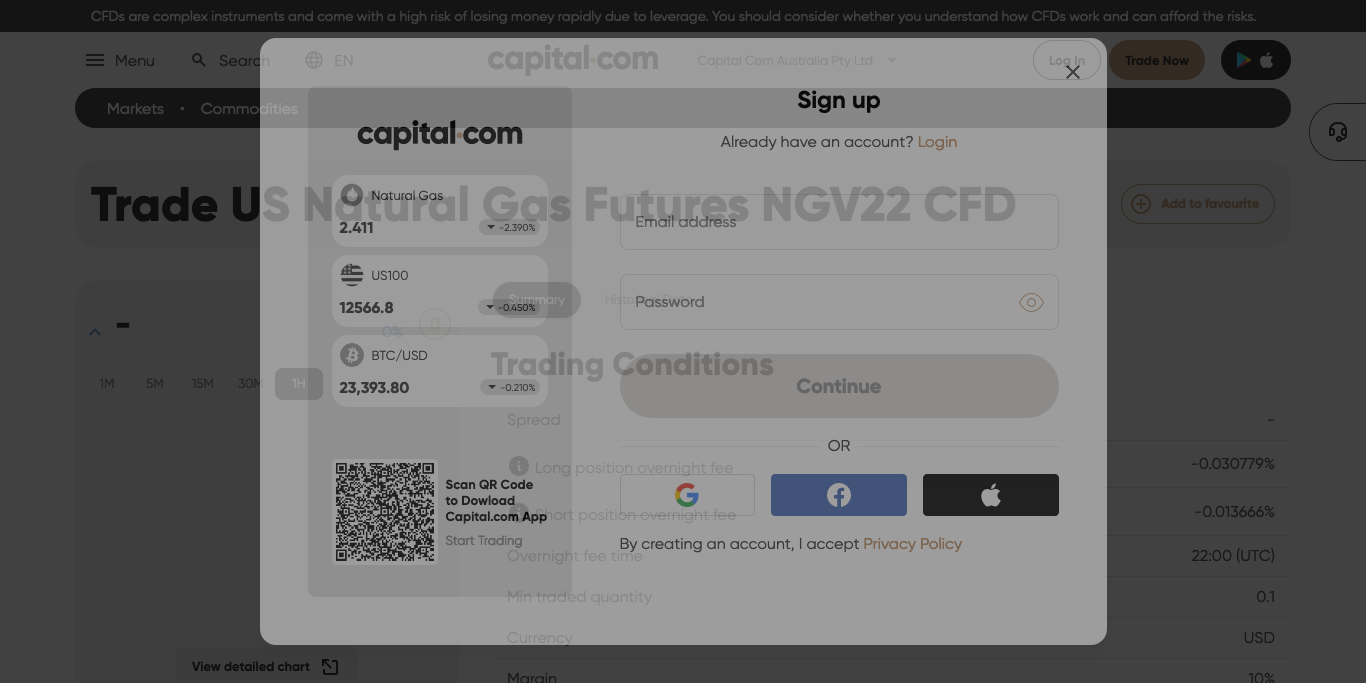 CFDs are complex instruments and come with a high risk of losing money rapidly due to leverage. You should consider whether you understand how CFDs work and can afford the risks.
Menu
Search
EN
capital.com
Capital Com Australia Pty Ltd
Log In
Trade Now
Markets • Commodities
Trade US Natural Gas Futures NGV22 CFD
Add to favourite
-
0%
1M 5M 15M 30M 1H
View detailed chart
Summary
Trading Conditions
Spread -
Long position overnight fee -0.030779%
Short position overnight fee -0.013666%
Overnight fee time 22:00 (UTC)
Min traded quantity 0.1
Currency USD
Margin 10%
capital.com
Natural Gas
2.411 -2.390%
US100
12566.8 -0.450%
BTC/USD
23,393.80 -0.210%
Scan QR Code
to Dowload
Capital.com App
Start Trading
Sign up
Already have an account? Login
Email address
Password
Continue
OR
By creating an account, I accept Privacy Policy